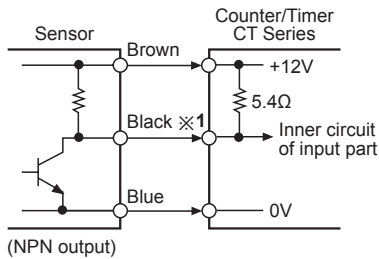 Counter/Timer
CT Series
Sensor
Brown
+12V
5.4Ω
Black ※1
Inner circuit
of input part
Blue
0V
(NPN output)